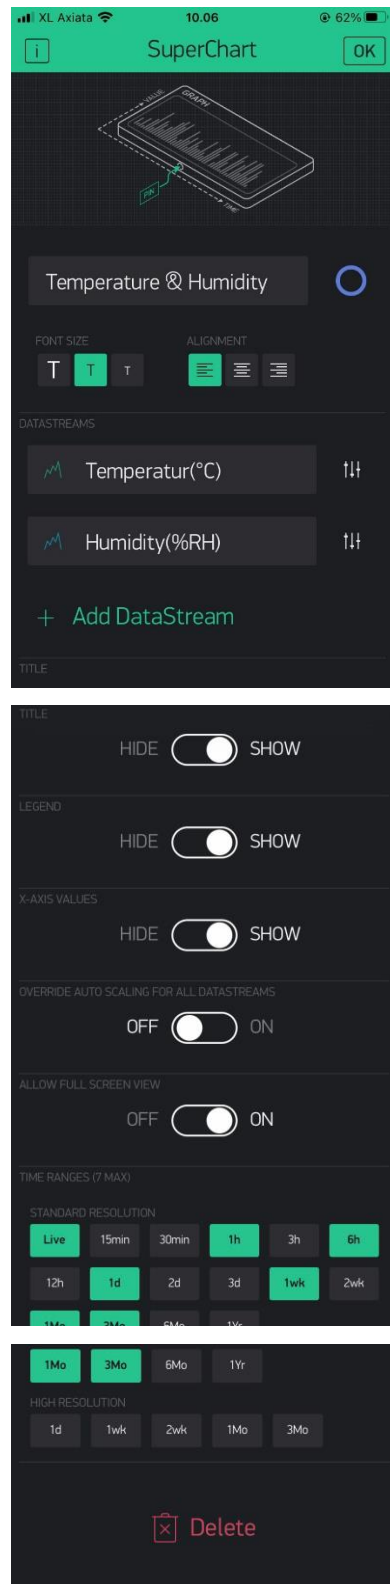 XL Axiata 10.06 62%
i SuperChart OK
VALUE
GRAPH
PIN
TIME
Temperature & Humidity
FONT SIZE ALIGNMENT
T T T
DATASTREAMS
Temperatur(°C)
Humidity(%RH)
+ Add DataStream
TITLE
TITLE
HIDE SHOW
LEGEND
HIDE SHOW
X-AXIS VALUES
HIDE SHOW
OVERRIDE AUTO SCALING FOR ALL DATASTREAMS
OFF ON
ALLOW FULL SCREEN VIEW
OFF ON
TIME RANGES (7 MAX)
STANDARD RESOLUTION
Live 15min 30min 1h 3h 6h
12h 1d 2d 3d 1wk 2wk
1Mo 3Mo 6Mo 1Yr
1Mo 3Mo 6Mo 1Yr
HIGH RESOLUTION
1d 1wk 2wk 1Mo 3Mo
Delete